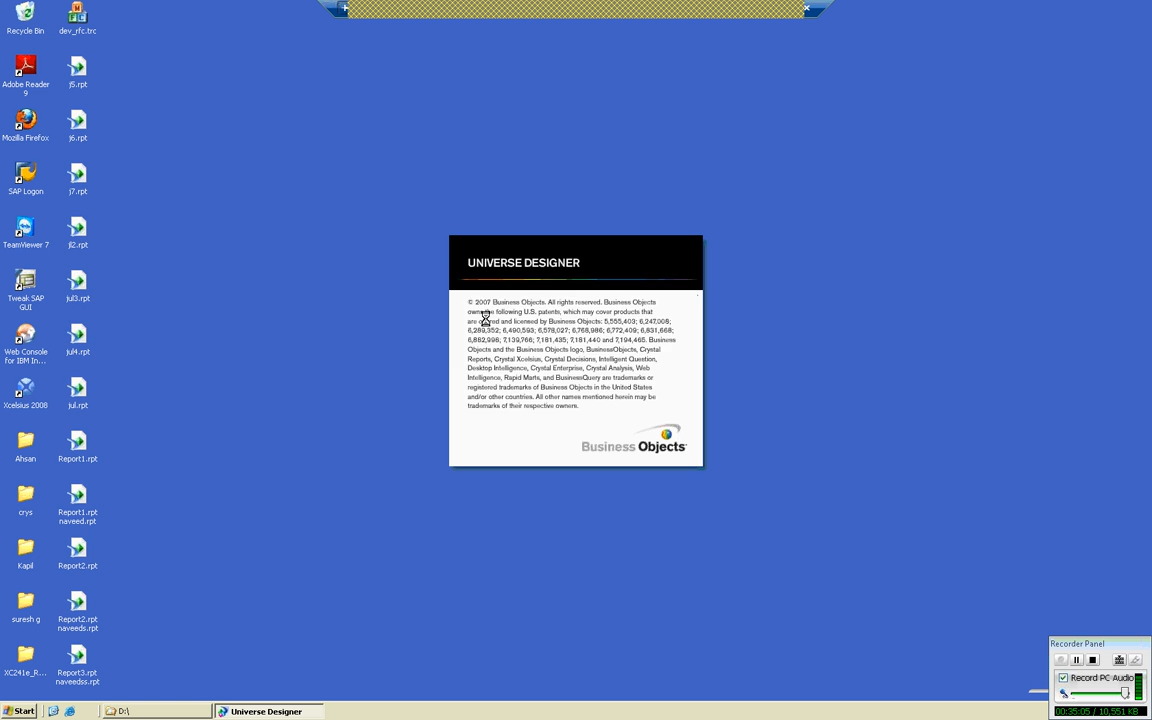 Recycle Bin
dev_rfc.trc
Adobe Reader
9
j5.rpt
Mozilla Firefox
j6.rpt
SAP Logon
j7.rpt
TeamViewer 7
jl2.rpt
Tweak SAP
GUI
jul3.rpt
Web Console
for IBM In...
jul4.rpt
Xcelsius 2008
jul.rpt
Ahsan
Report1.rpt
crys
Report1.rpt
naveed.rpt
Kapil
Report2.rpt
suresh g
Report2.rpt
naveeds.rpt
XC241e_R...
Report3.rpt
naveedss.rpt
UNIVERSE DESIGNER
© 2007 Business Objects. All rights reserved. Business Objects
following U.S. patents, which may cover products that
are and licensed by Business Objects: 5,555,403; 6,247,008;
6,289,352; 6,490,593; 6,578,027; 6,768,986; 6,772,409; 6,831,668;
6,882,998; 7,139,766; 7,181,435; 7,181,440 and 7,194,465. Business
Objects and the Business Objects logo, BusinessObjects, Crystal
Reports, Crystal Xcelsius, Crystal Decisions, Intelligent Question,
Desktop Intelligence, Crystal Enterprise, Crystal Analysis, Web
Intelligence, Rapid Marts, and BusinessQuery are trademarks or
registered trademarks of Business Objects in the United States
and/or other countries. All other names mentioned herein may be
trademarks of their respective owners.
Business Objects
Recorder Panel
Record PC Audio
00:35:05 / 10,551 KB
Start
D:\
Universe Designer